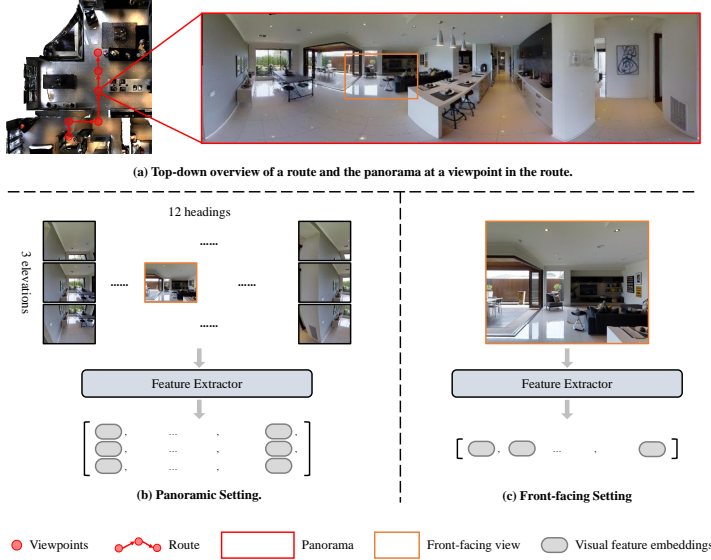 (a) Top-down overview of a route and the panorama at a viewpoint in the route.
12 headings
......
3 elevations
...... ......
......
Feature Extractor
, ... , ,
, ... , ,
, ... ,
(b) Panoramic Setting.
Feature Extractor
, ... ,
(c) Front-facing Setting
Viewpoints Route Panorama Front-facing view Visual feature embeddings